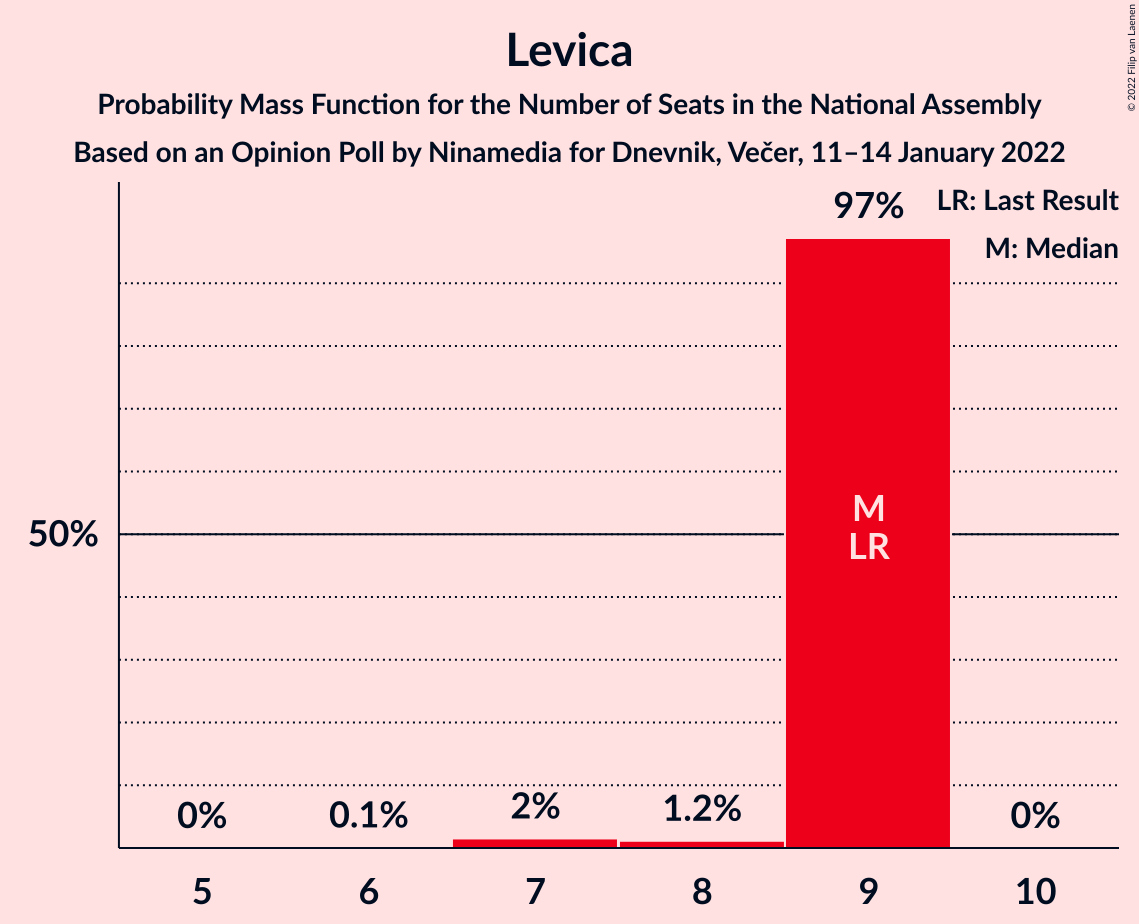 Levica
Probability Mass Function for the Number of Seats in the National Assembly
Based on an Opinion Poll by Ninamedia for Dnevnik, Večer, 11–14 January 2022
© 2022 Filip van Laenen
LR: Last Result
M: Median
97%
50%
M
LR
0%
0.1%
2%
1.2%
0%
5
6
7
8
9
10